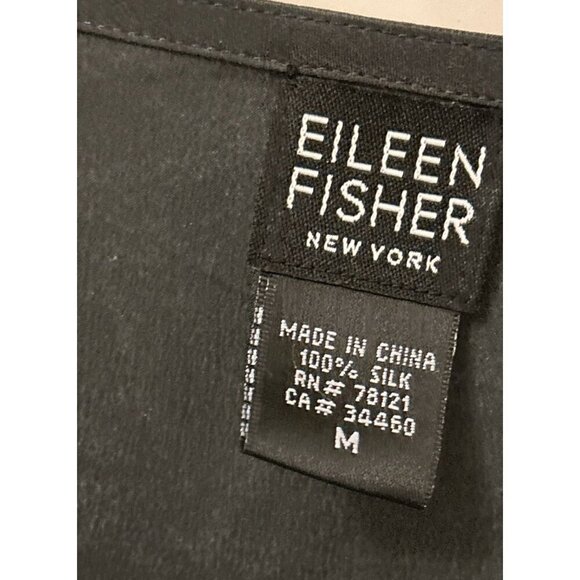 EILEEN
FISHER
NEW YORK
MADE IN CHINA
100% SILK
RN# 78121
CA# 34460
M